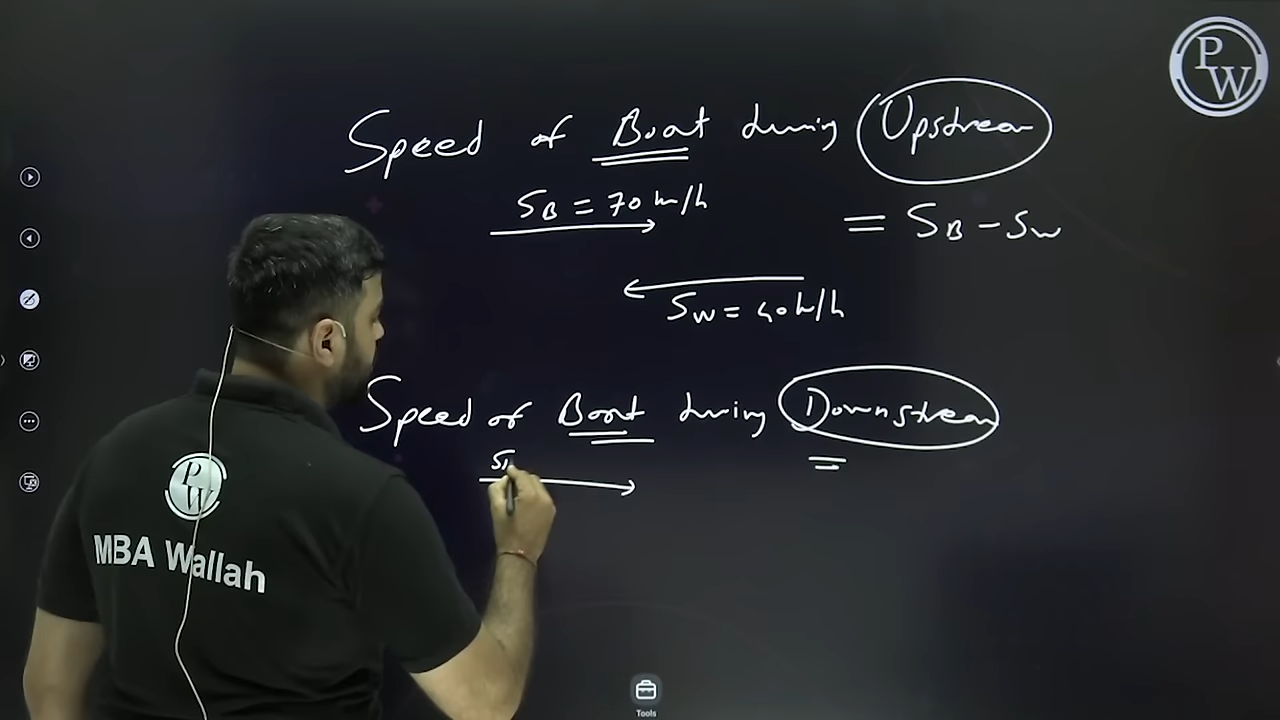 PW
Speed of Boat during Upstream
SB = 70 km/h
= SB - SW
SW = 40 km/h
Speed of Boat during Downstream
=
PW
MBA Wallah
Tools